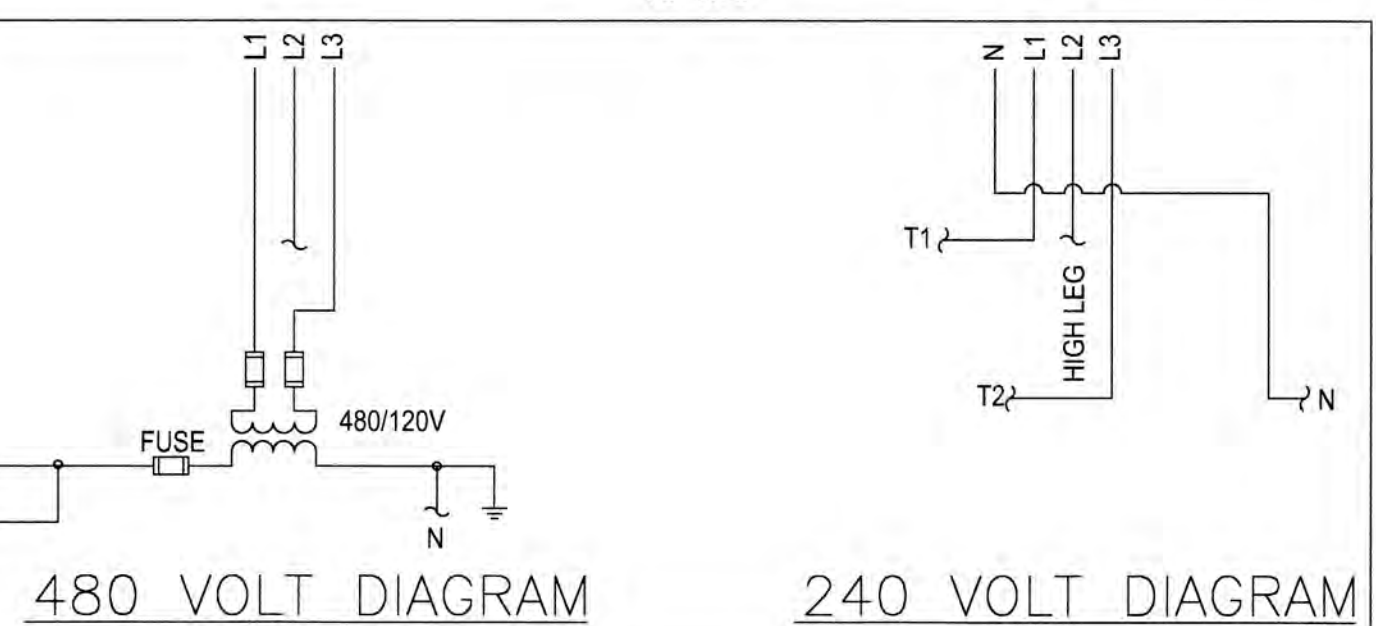 L1
L2
L3
480/120V
FUSE
N
480 VOLT DIAGRAM
N
L1
L2
L3
T1
HIGH LEG
T2
N
240 VOLT DIAGRAM